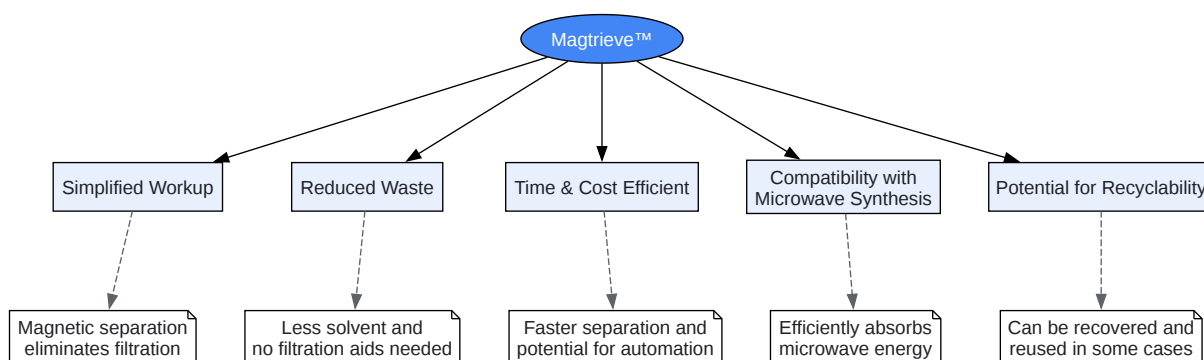 Magtrieve™
Simplified Workup
Reduced Waste
Time & Cost Efficient
Compatibility with
Microwave Synthesis
Potential for Recyclability
Magnetic separation
eliminates filtration
Less solvent and
no filtration aids needed
Faster separation and
potential for automation
Efficiently absorbs
microwave energy
Can be recovered and
reused in some cases